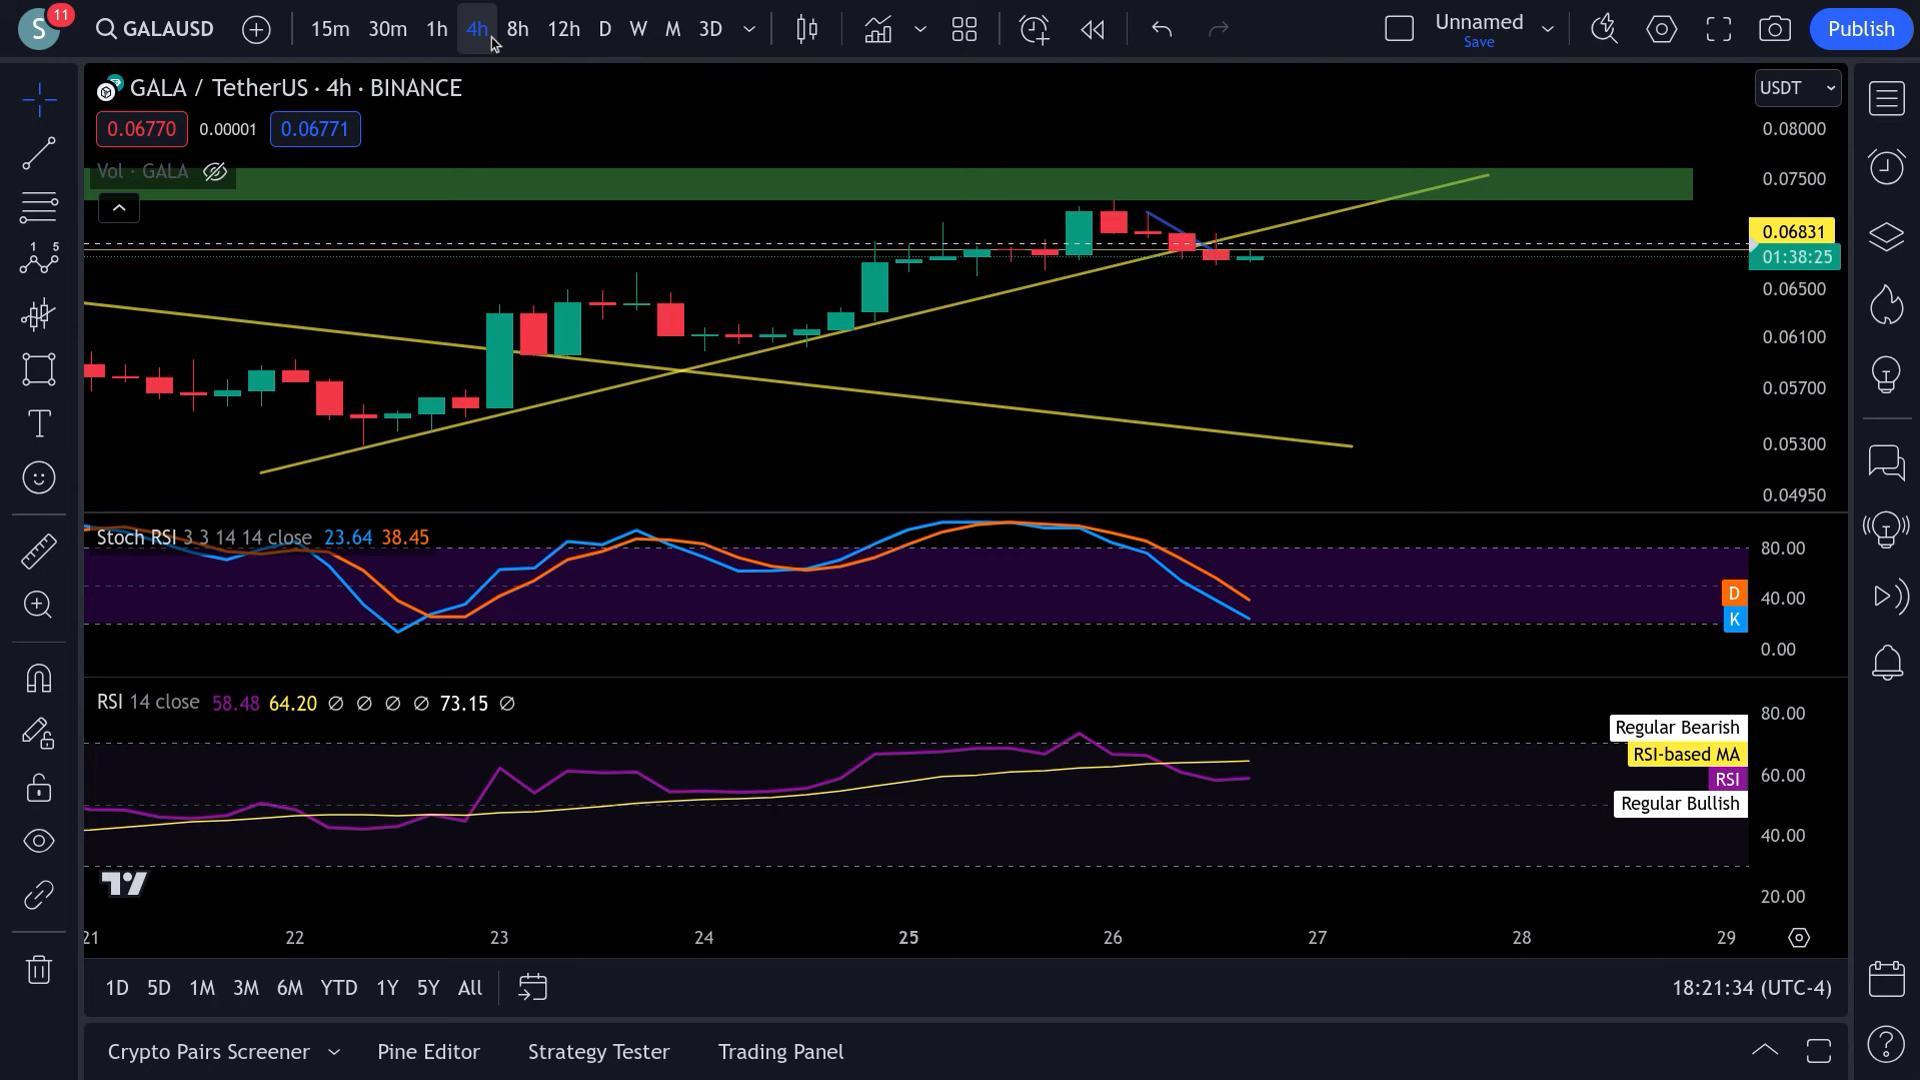 S 11 GALAUSD 15m 30m 1h 4h 8h 12h D W M 3D Unnamed Publish
Save
GALA / TetherUS · 4h · BINANCE USDT
0.06770 0.00001 0.06771
Vol · GALA
0.08000
0.07500
0.06831
01:38:25
0.06500
0.06100
0.05700
0.05300
0.04950
1 5
T
Stoch RSI 3 3 14 14 close 23.64 38.45
80.00
D
40.00
K
0.00
RSI 14 close 58.48 64.20 ∅ ∅ ∅ ∅ 73.15 ∅
80.00
Regular Bearish
RSI-based MA
60.00
RSI
Regular Bullish
40.00
20.00
21 22 23 24 25 26 27 28 29
1D 5D 1M 3M 6M YTD 1Y 5Y All 18:21:34 (UTC-4)
Crypto Pairs Screener Pine Editor Strategy Tester Trading Panel